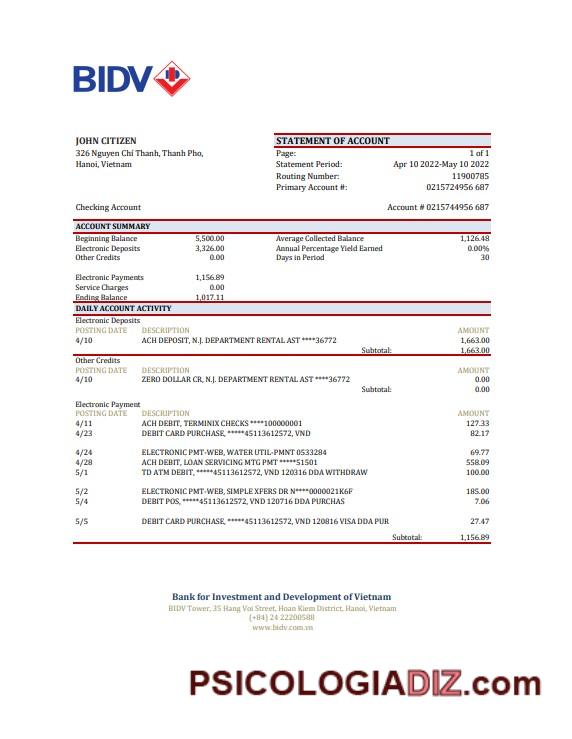 BIDV
JOHN CITIZEN
326 Nguyen Chí Thanh, Thanh Pho,
Hanoi, Vietnam
STATEMENT OF ACCOUNT
Page: 1 of 1
Statement Period: Apr 10 2022-May 10 2022
Routing Number: 11900785
Primary Account #: 0215724956 687
Checking Account Account # 0215744956 687
ACCOUNT SUMMARY
Beginning Balance 5,500.00 Average Collected Balance 1,126.48
Electronic Deposits 3,326.00 Annual Percentage Yield Earned 0.00%
Other Credits 0.00 Days in Period 30
Electronic Payments 1,156.89
Service Charges 0.00
Ending Balance 1,017.11
DAILY ACCOUNT ACTIVITY
Electronic Deposits
POSTING DATE DESCRIPTION AMOUNT
4/10 ACH DEPOSIT, N.J. DEPARTMENT RENTAL AST ****36772 1,663.00
Subtotal: 1,663.00
Other Credits
POSTING DATE DESCRIPTION AMOUNT
4/10 ZERO DOLLAR CR, N.J. DEPARTMENT RENTAL AST ****36772 0.00
Subtotal: 0.00
Electronic Payment
POSTING DATE DESCRIPTION AMOUNT
4/11 ACH DEBIT, TERMINIX CHECKS ****100000001 127.33
4/23 DEBIT CARD PURCHASE, *****45113612572, VND 82.17
4/24 ELECTRONIC PMT-WEB, WATER UTIL-PMNT 0533284 69.77
4/28 ACH DEBIT, LOAN SERVICING MTG PMT *****51501 558.09
5/1 TD ATM DEBIT, *****45113612572, VND 120316 DDA WITHDRAW 100.00
5/2 ELECTRONIC PMT-WEB, SIMPLE XFERS DR N****0000021K6F 185.00
5/4 DEBIT POS, *****45113612572, VND 120716 DDA PURCHAS 7.06
5/5 DEBIT CARD PURCHASE, *****45113612572, VND 120816 VISA DDA PUR 27.47
Subtotal: 1,156.89
Bank for Investment and Development of Vietnam
BIDV Tower, 35 Hang Voi Street, Hoan Kiem District, Hanoi, Vietnam
(+84) 24 22200588
www.bidv.com.vn
PSICOLOGIADIZ.com